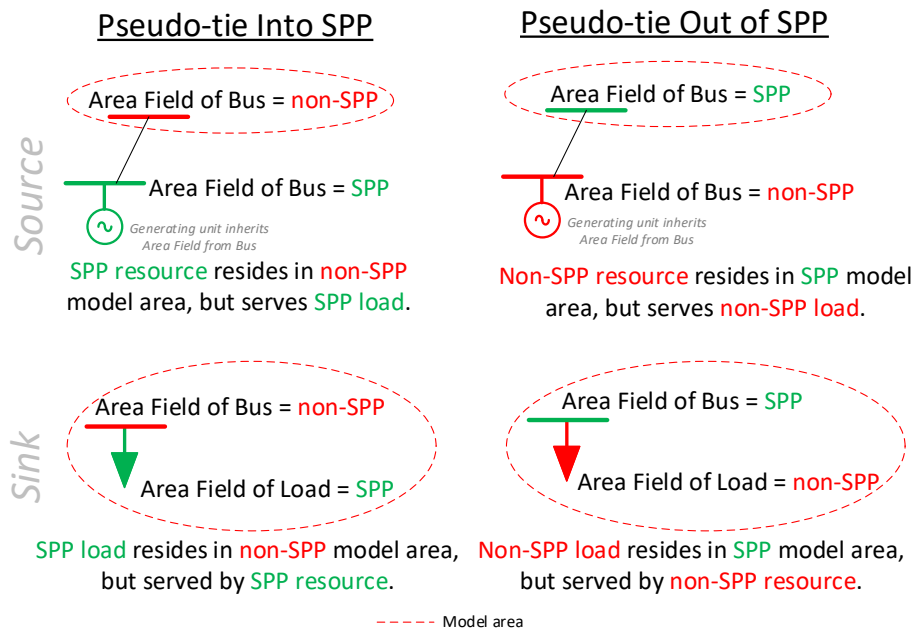 Pseudo-tie Into SPP
Pseudo-tie Out of SPP
Source
Area Field of Bus = non-SPP
Area Field of Bus = SPP
Generating unit inherits
Area Field from Bus
SPP resource resides in non-SPP
model area, but serves SPP load.
Area Field of Bus = SPP
Area Field of Bus = non-SPP
Generating unit inherits
Area Field from Bus
Non-SPP resource resides in SPP model
area, but serves non-SPP load.
Sink
Area Field of Bus = non-SPP
Area Field of Load = SPP
SPP load resides in non-SPP model area,
but served by SPP resource.
Area Field of Bus = SPP
Area Field of Load = non-SPP
Non-SPP load resides in SPP model area,
but served by non-SPP resource.
Model area